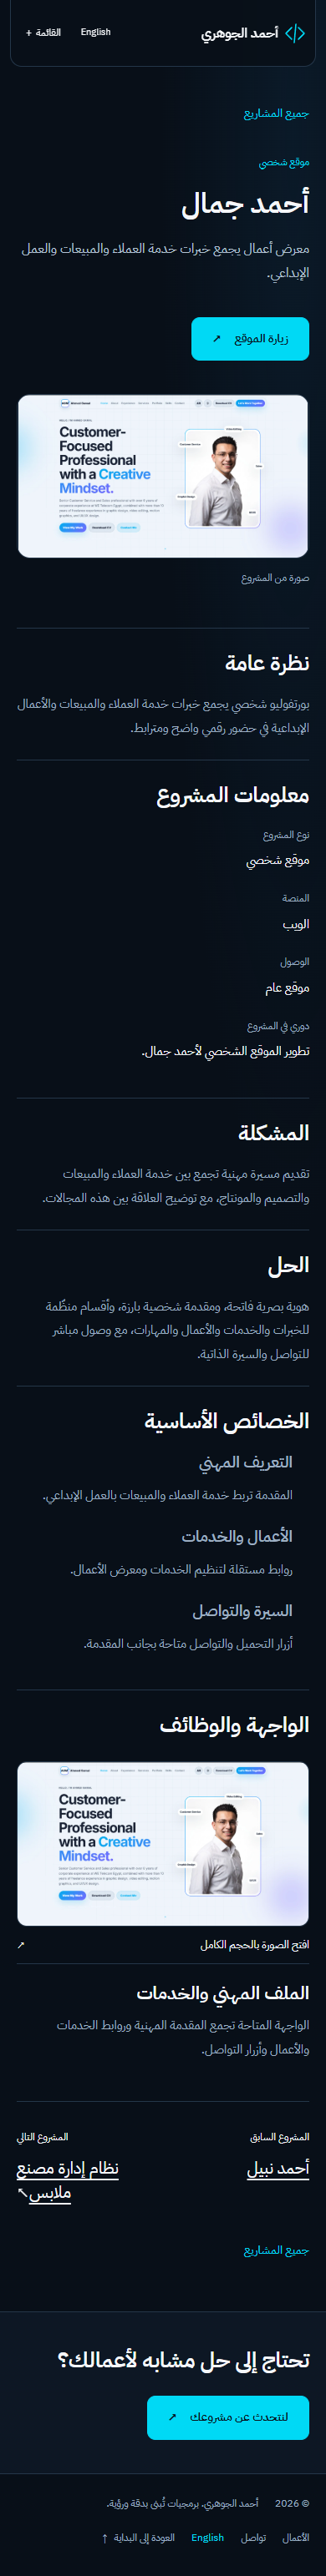 أحمد الجوهري
English
القائمة +
جميع المشاريع
موقع شخصي
أحمد جمال
معرض أعمال يجمع خبرات خدمة العملاء والمبيعات والعمل
الإبداعي.
زيارة الموقع ↗
Customer-
Focused
Professional
with a Creative
Mindset.
صورة من المشروع
نظرة عامة
بورتفوليو شخصي يجمع خبرات خدمة العملاء والمبيعات والأعمال
الإبداعية في حضور رقمي واضح ومترابط.
معلومات المشروع
نوع المشروع
موقع شخصي
المنصة
الويب
الوصول
موقع عام
دوري في المشروع
تطوير الموقع الشخصي لأحمد جمال.
المشكلة
تقديم مسيرة مهنية تجمع بين خدمة العملاء والمبيعات
والتصميم والمونتاج، مع توضيح العلاقة بين هذه المجالات.
الحل
هوية بصرية فاتحة، ومقدمة شخصية بارزة، وأقسام منظّمة
للخبرات والخدمات والأعمال والمهارات، مع وصول مباشر
للتواصل والسيرة الذاتية.
الخصائص الأساسية
التعريف المهني
المقدمة تربط خدمة العملاء والمبيعات بالعمل الإبداعي.
الأعمال والخدمات
روابط مستقلة لتنظيم الخدمات ومعرض الأعمال.
السيرة والتواصل
أزرار التحميل والتواصل متاحة بجانب المقدمة.
الواجهة والوظائف
Customer-
Focused
Professional
with a Creative
Mindset.
افتح الصورة بالحجم الكامل ↗
الملف المهني والخدمات
الواجهة المتاحة تجمع المقدمة المهنية وروابط الخدمات
والأعمال وأزرار التواصل.
المشروع السابق
أحمد نبيل
المشروع التالي
نظام إدارة مصنع
ملابس↖
جميع المشاريع
تحتاج إلى حل مشابه لأعمالك؟
لنتحدث عن مشروعك ↗
© 2026 أحمد الجوهري. برمجيات تُبنى بدقة ورؤية.
الأعمال تواصل English العودة إلى البداية ↑